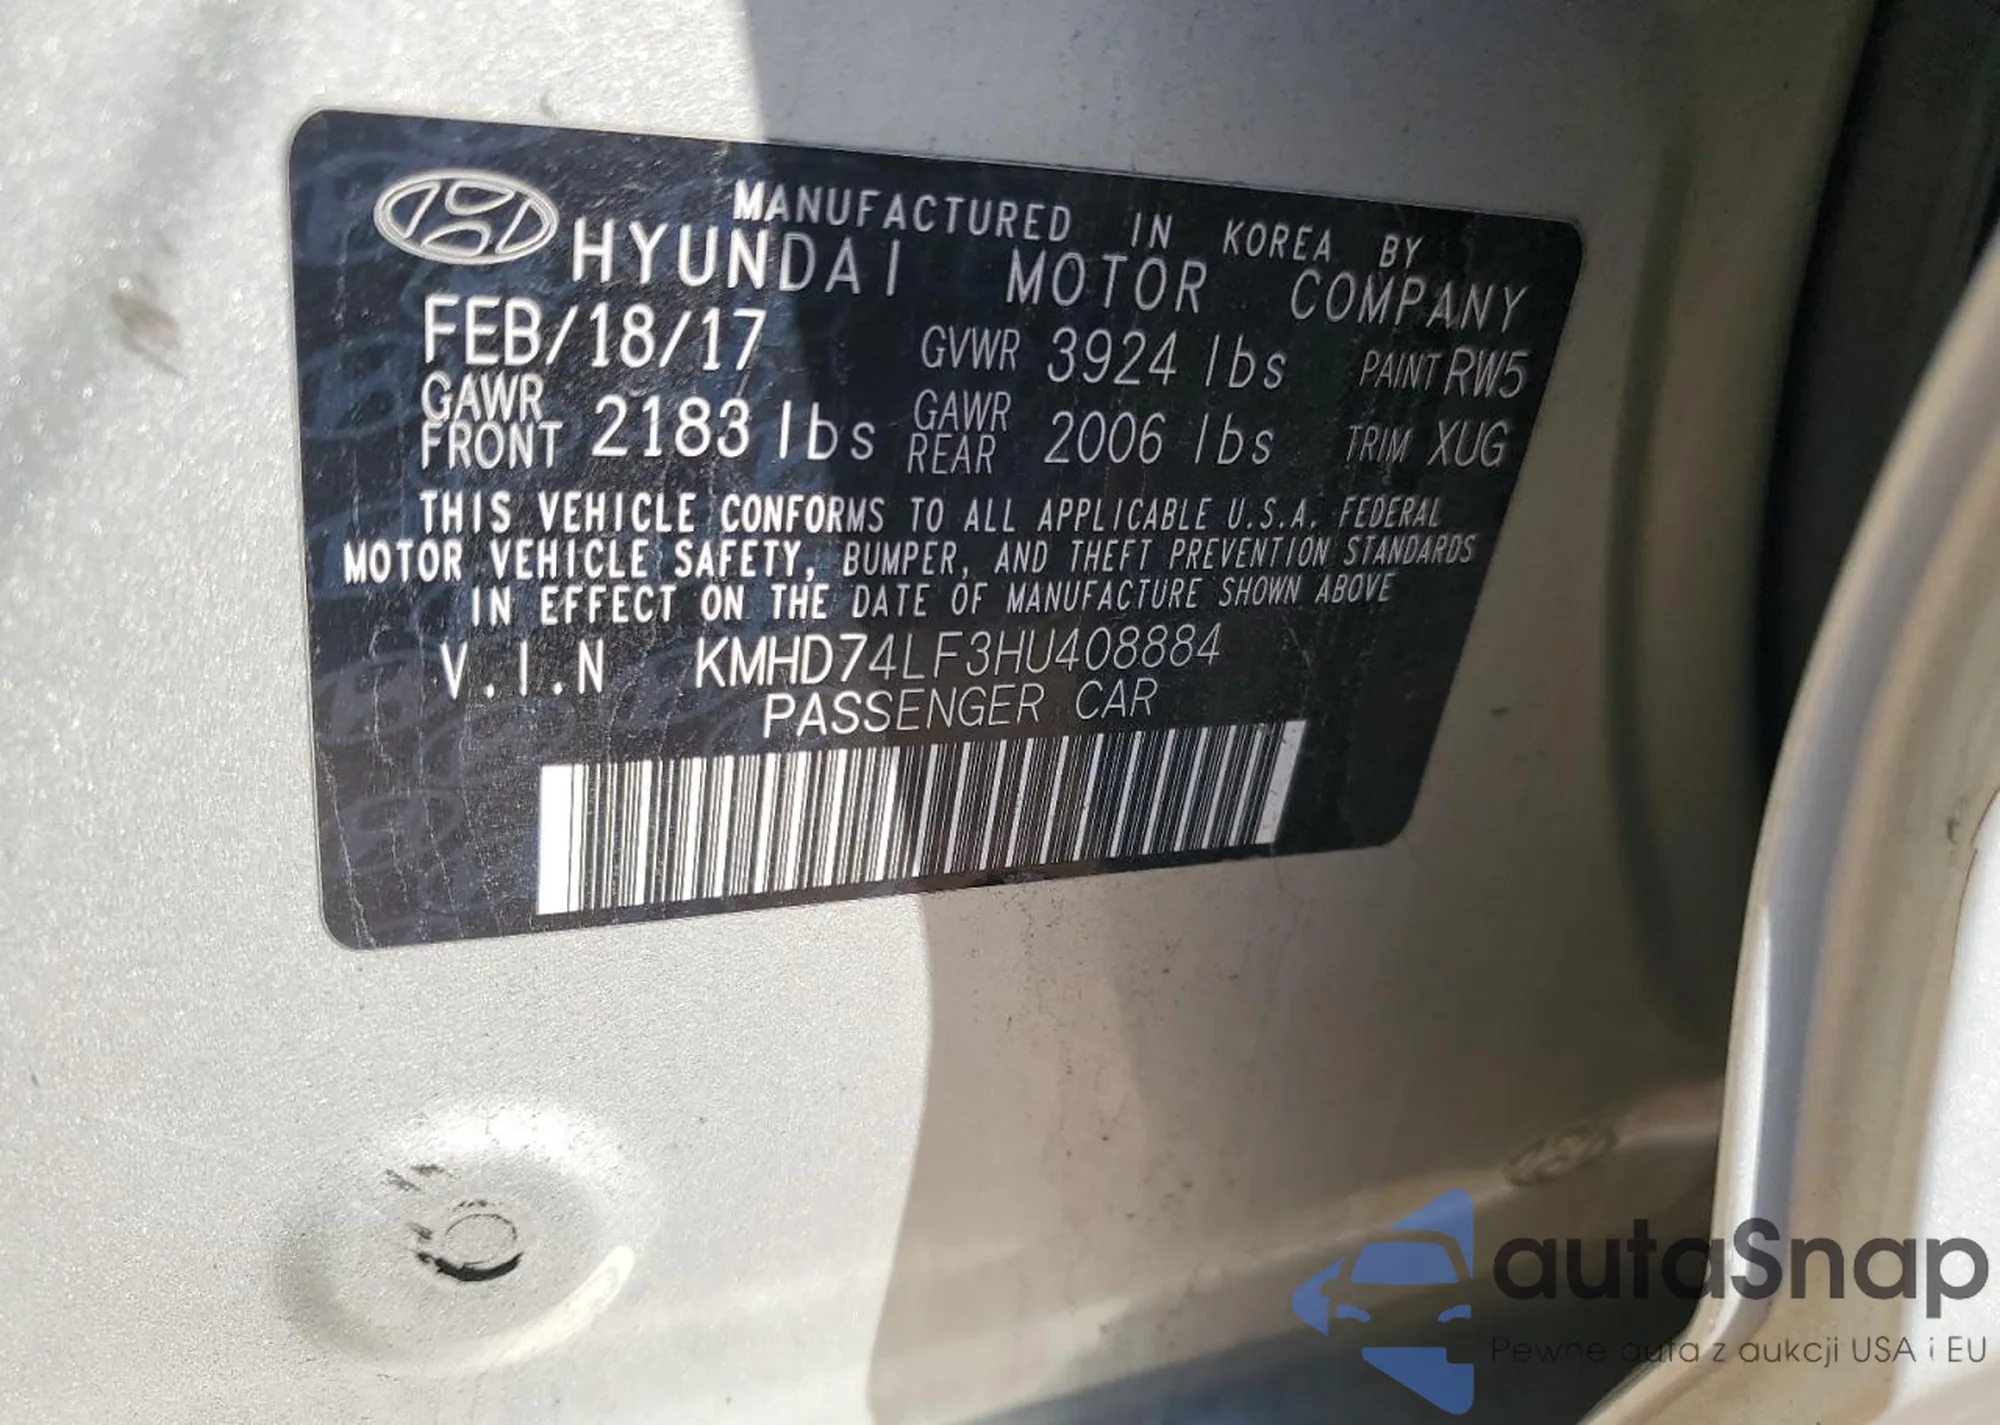 MANUFACTURED IN KOREA BY
HYUNDAI MOTOR COMPANY
FEB/18/17 GVWR 3924 lbs PAINT RW5
GAWR FRONT 2183 lbs GAWR REAR 2006 lbs TRIM XUG
THIS VEHICLE CONFORMS TO ALL APPLICABLE U.S.A. FEDERAL
MOTOR VEHICLE SAFETY, BUMPER, AND THEFT PREVENTION STANDARDS
IN EFFECT ON THE DATE OF MANUFACTURE SHOWN ABOVE
V.I.N KMHD74LF3HU408884
PASSENGER CAR
autaSnap
Pewne auta z aukcji USA i EU